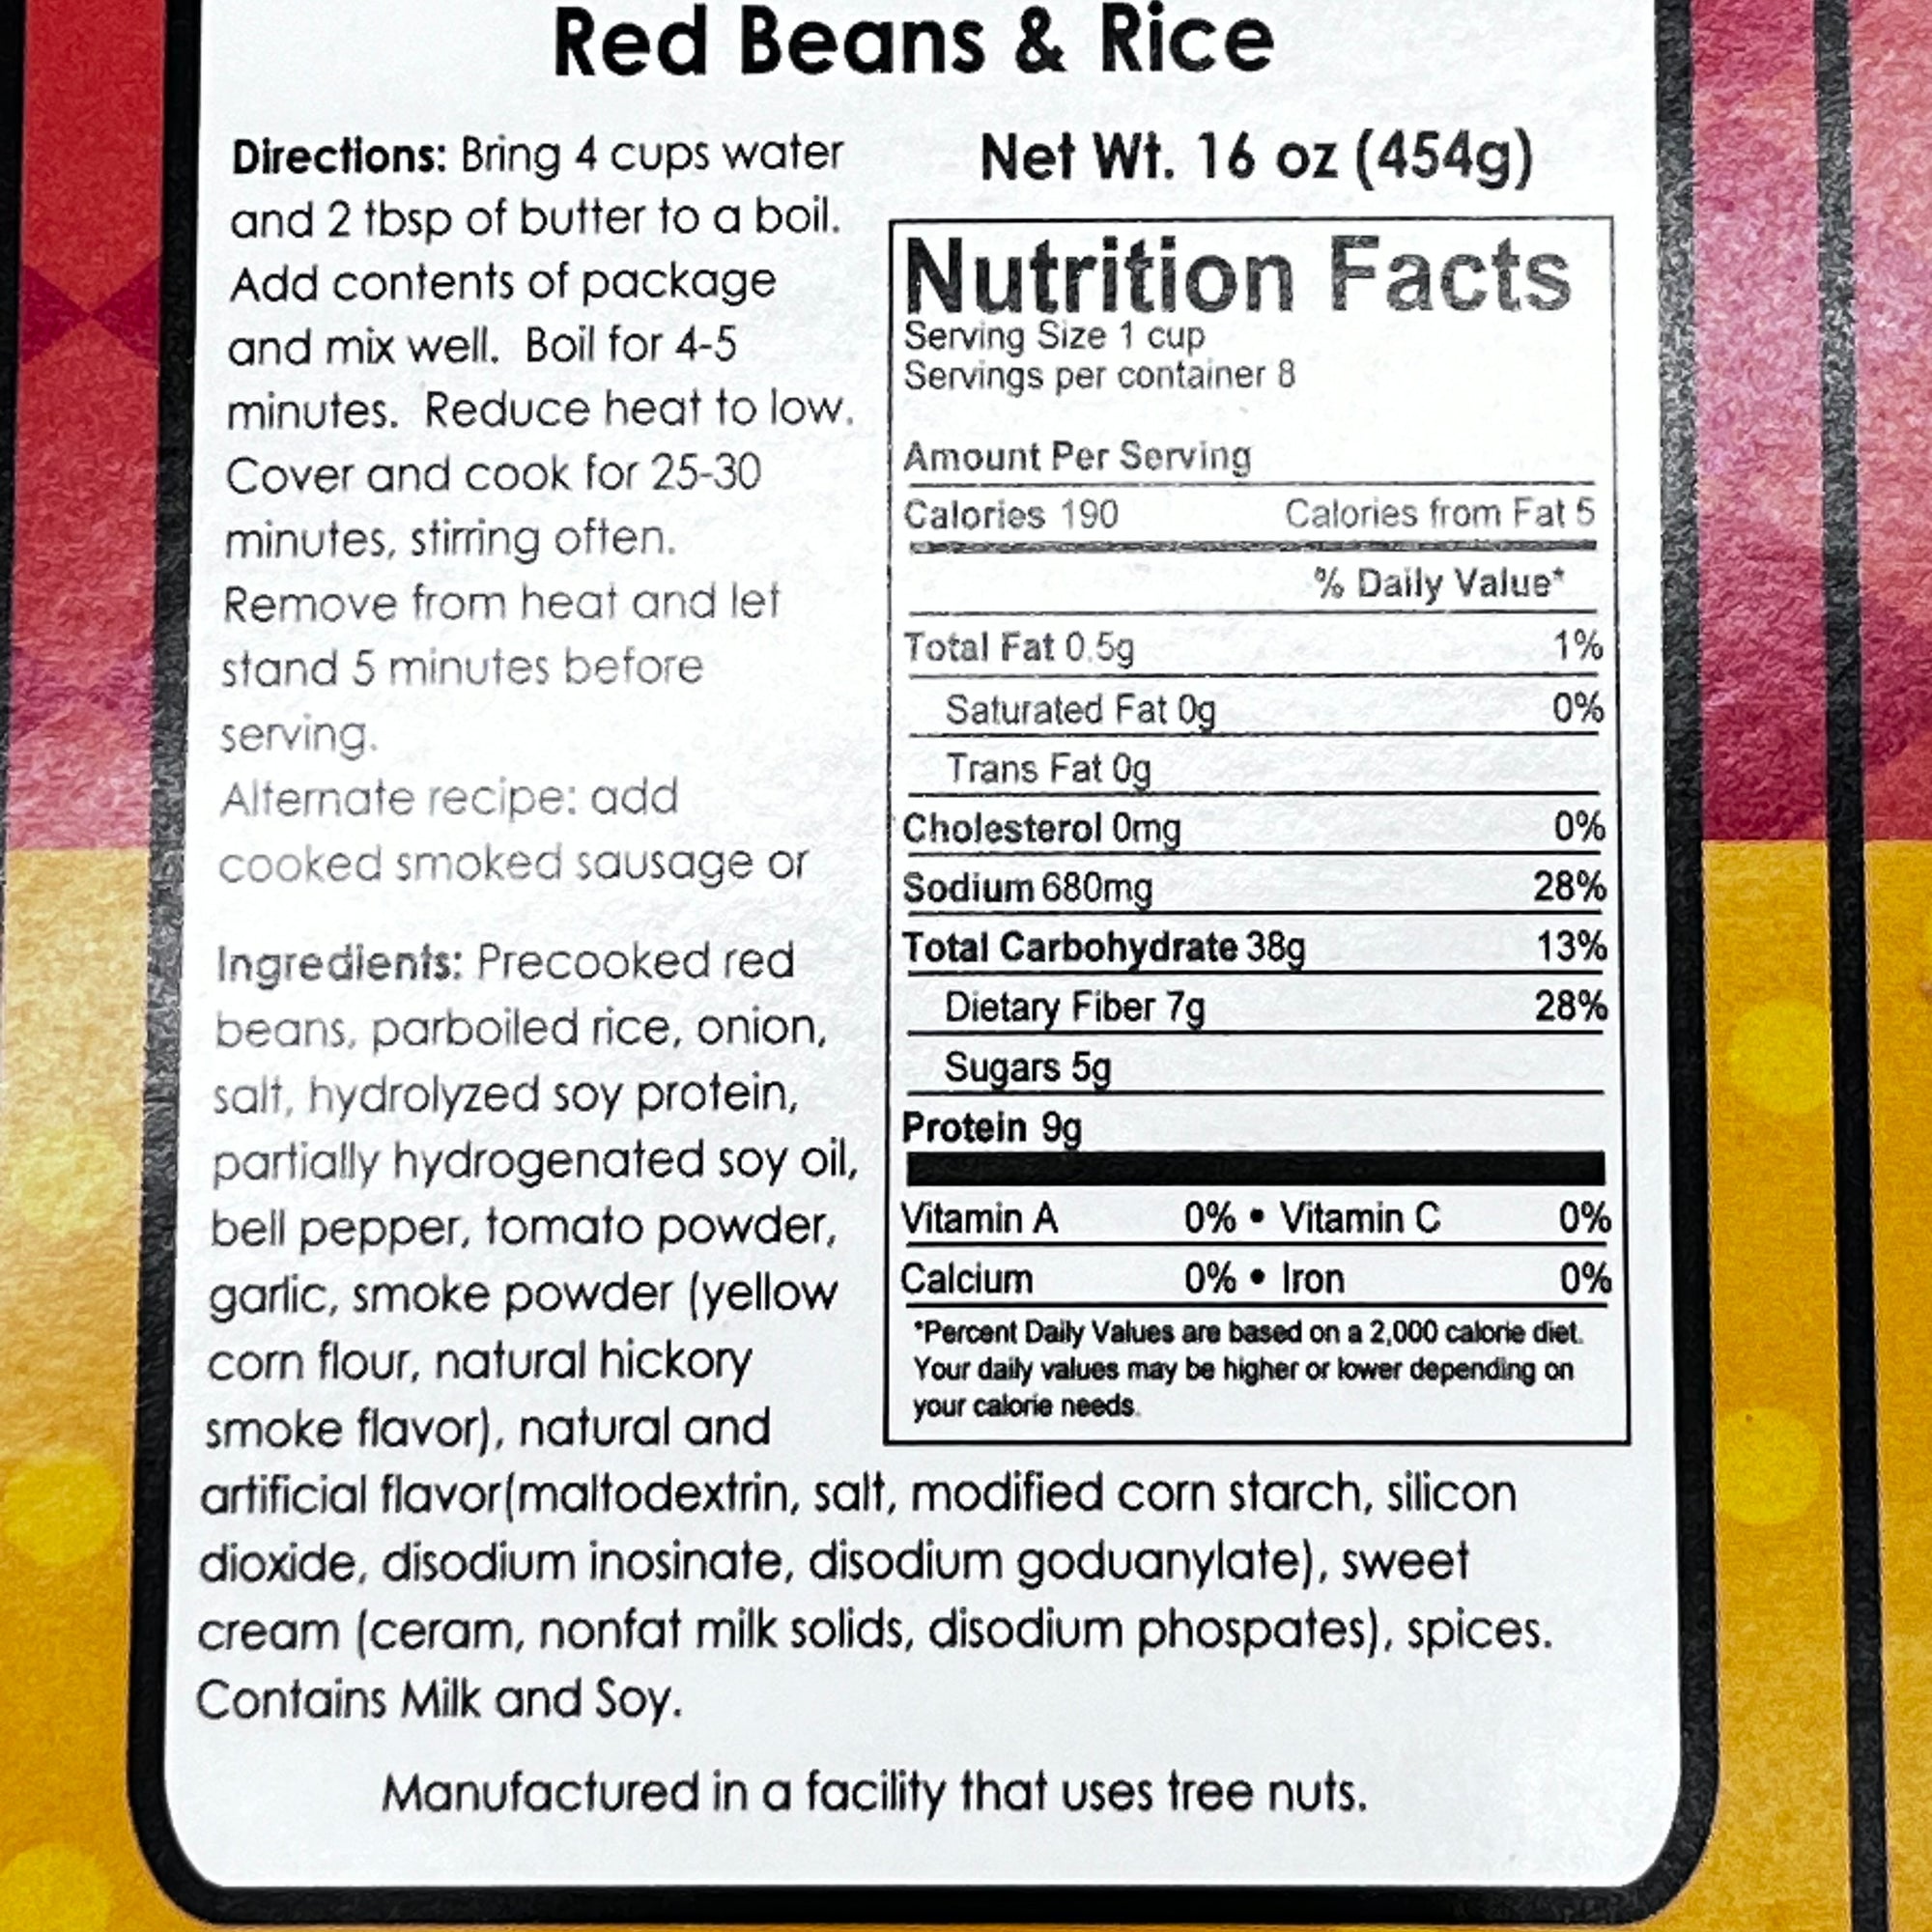 Red Beans & Rice
Directions: Bring 4 cups water
and 2 tbsp of butter to a boil.
Add contents of package
and mix well. Boil for 4-5
minutes. Reduce heat to low.
Cover and cook for 25-30
minutes, stirring often.
Remove from heat and let
stand 5 minutes before
serving.
Alternate recipe: add
cooked smoked sausage or
Ingredients: Precooked red
beans, parboiled rice, onion,
salt, hydrolyzed soy protein,
partially hydrogenated soy oil,
bell pepper, tomato powder,
garlic, smoke powder (yellow
corn flour, natural hickory
smoke flavor), natural and
artificial flavor(maltodextrin, salt, modified corn starch, silicon
dioxide, disodium inosinate, disodium goduanylate), sweet
cream (ceram, nonfat milk solids, disodium phospates), spices.
Contains Milk and Soy.
Net Wt. 16 oz (454g)
Nutrition Facts
Serving Size 1 cup
Servings per container 8
Amount Per Serving
Calories 190 Calories from Fat 5
% Daily Value*
Total Fat 0.5g 1%
Saturated Fat 0g 0%
Trans Fat 0g
Cholesterol 0mg 0%
Sodium 680mg 28%
Total Carbohydrate 38g 13%
Dietary Fiber 7g 28%
Sugars 5g
Protein 9g
Vitamin A 0% • Vitamin C 0%
Calcium 0% • Iron 0%
*Percent Daily Values are based on a 2,000 calorie diet.
Your daily values may be higher or lower depending on
your calorie needs.
Manufactured in a facility that uses tree nuts.